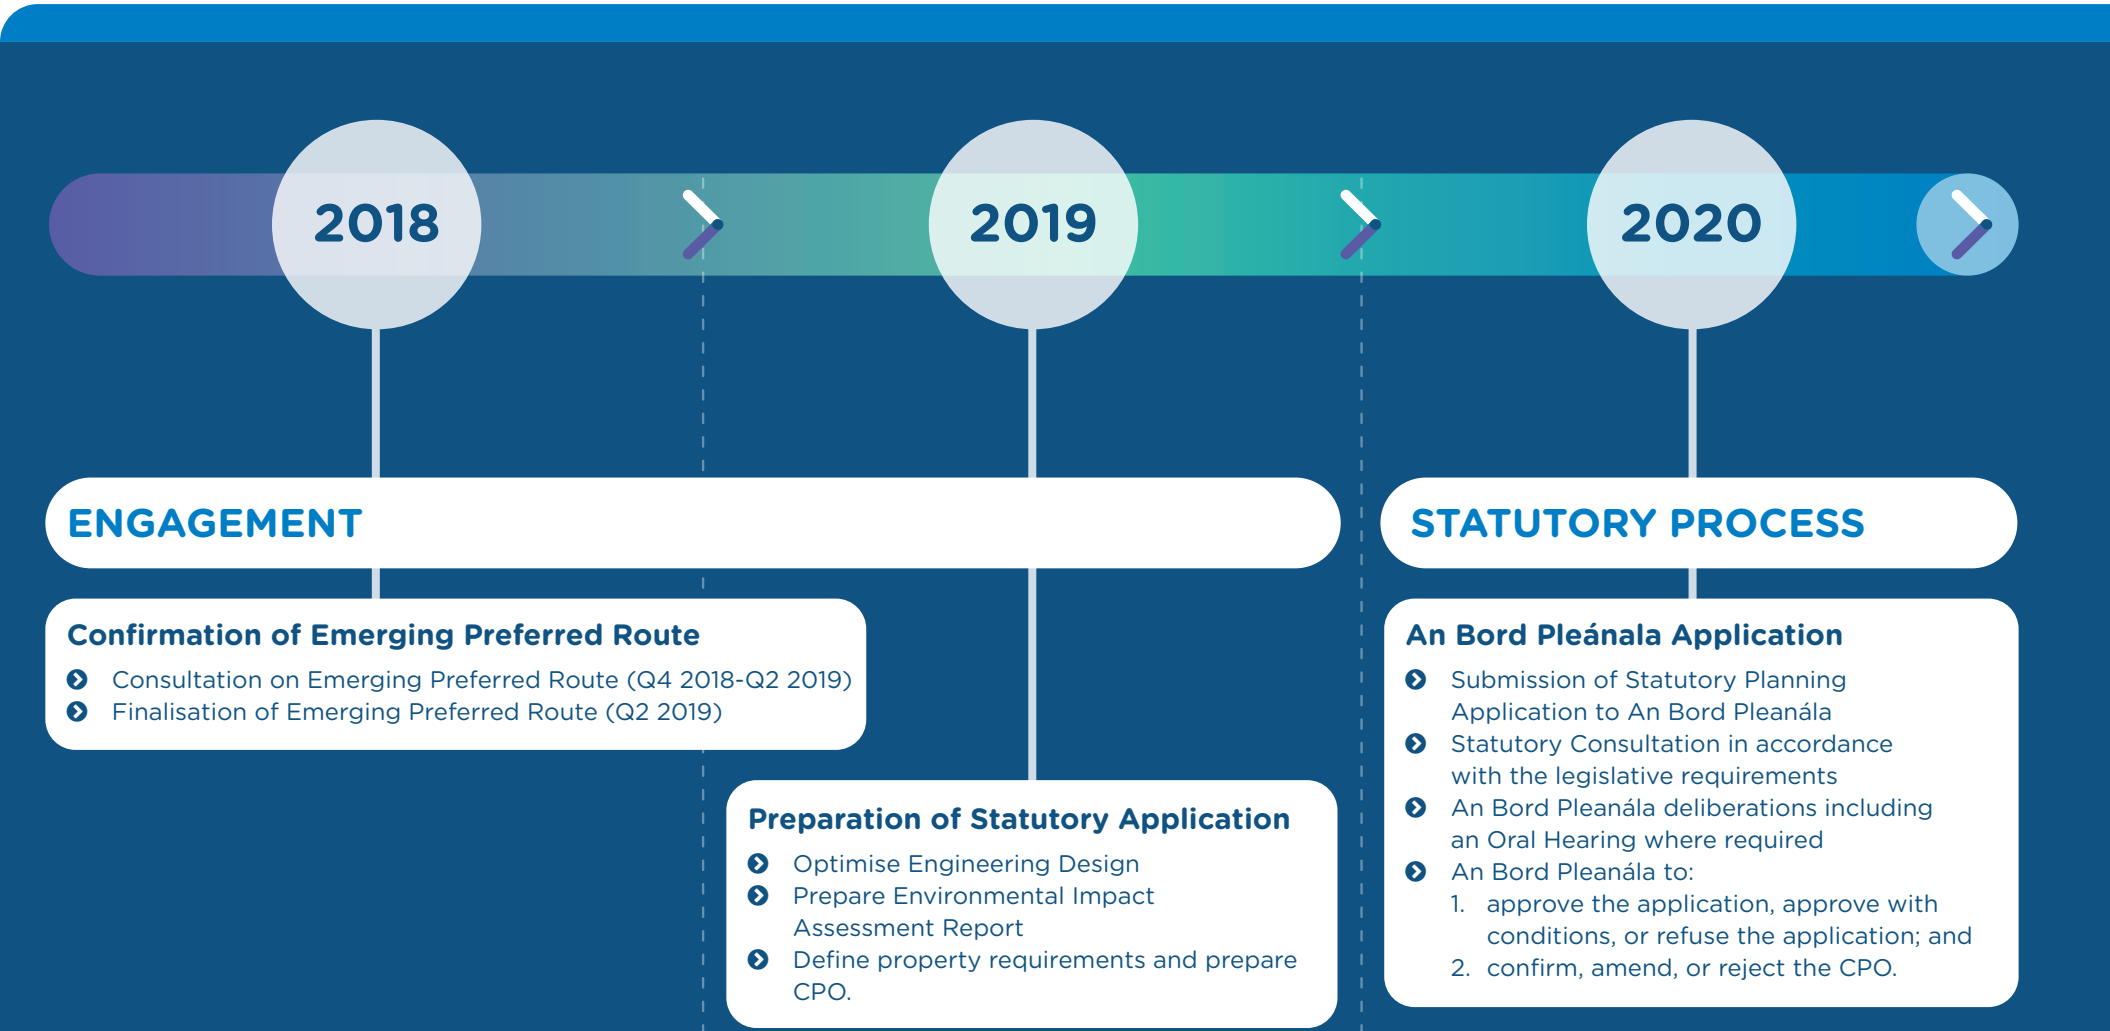 2018
2019
2020
ENGAGEMENT
STATUTORY PROCESS
Confirmation of Emerging Preferred Route
Consultation on Emerging Preferred Route (Q4 2018-Q2 2019)
Finalisation of Emerging Preferred Route (Q2 2019)
Preparation of Statutory Application
Optimise Engineering Design
Prepare Environmental Impact
Assessment Report
Define property requirements and prepare
CPO.
An Bord Pleánala Application
Submission of Statutory Planning
Application to An Bord Pleanála
Statutory Consultation in accordance
with the legislative requirements
An Bord Pleanála deliberations including
an Oral Hearing where required
An Bord Pleanála to:
1. approve the application, approve with
conditions, or refuse the application; and
2. confirm, amend, or reject the CPO.